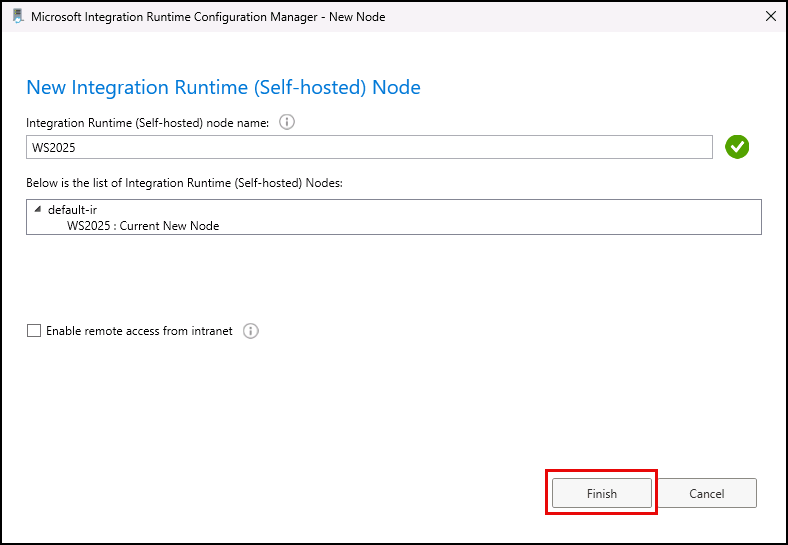 Microsoft Integration Runtime Configuration Manager - New Node
New Integration Runtime (Self-hosted) Node
Integration Runtime (Self-hosted) node name:
WS2025
Below is the list of Integration Runtime (Self-hosted) Nodes:
default-ir
WS2025 : Current New Node
Enable remote access from intranet
Finish Cancel